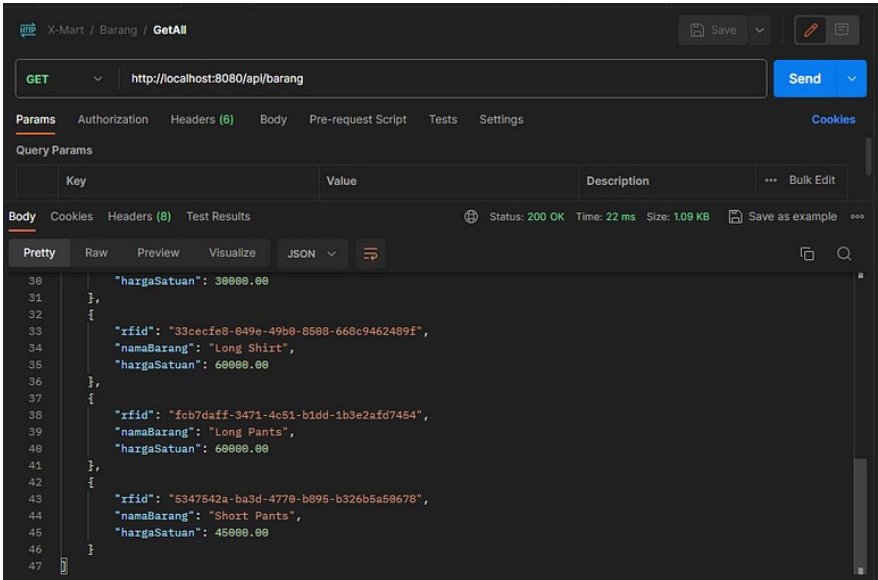 HTTP X-Mart / Barang / GetAll Save
GET http://localhost:8080/api/barang Send
Params Authorization Headers (6) Body Pre-request Script Tests Settings Cookies
Query Params
Key Value Description ••• Bulk Edit
Body Cookies Headers (8) Test Results Status: 200 OK Time: 22 ms Size: 1.09 KB Save as example
Pretty Raw Preview Visualize JSON
30 "hargaSatuan": 30000.00
31 },
32 {
33 "rfid": "33cecfe8-049e-49b0-8508-668c9462489f",
34 "namaBarang": "Long Shirt",
35 "hargaSatuan": 60000.00
36 },
37 {
38 "rfid": "fcb7daff-3471-4c51-b1dd-1b3e2afd7454",
39 "namaBarang": "Long Pants",
40 "hargaSatuan": 60000.00
41 },
42 {
43 "rfid": "5347542a-ba3d-4770-b895-b326b5a50678",
44 "namaBarang": "Short Pants",
45 "hargaSatuan": 45000.00
46 }
47 ]